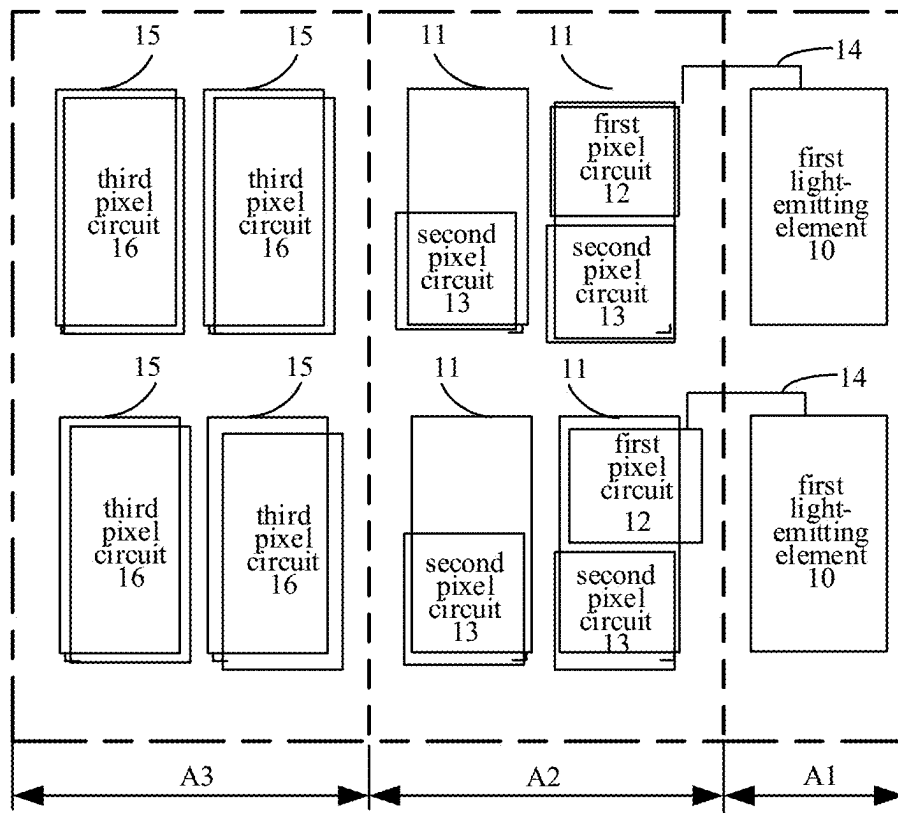 15
15
11
11
14
third
pixel
circuit
16
third
pixel
circuit
16
second
pixel
circuit
13
first
pixel
circuit
12
second
pixel
circuit
13
first
light-
emitting
element
10
15
15
11
11
14
third
pixel
circuit
16
third
pixel
circuit
16
second
pixel
circuit
13
first
pixel
circuit
12
second
pixel
circuit
13
first
light-
emitting
element
10
A3
A2
A1